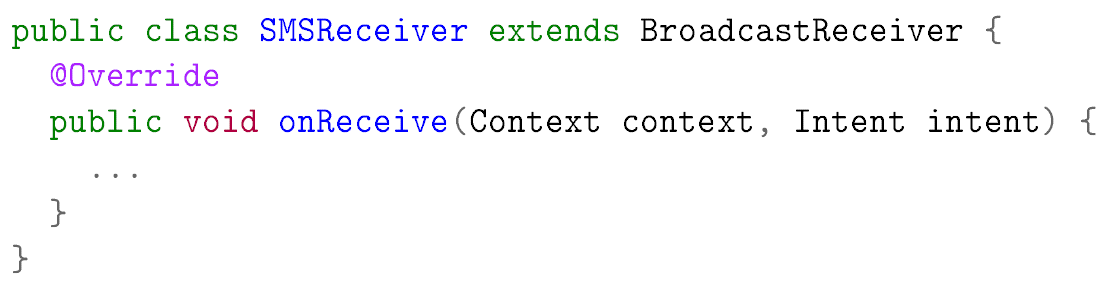 public class SMSReceiver extends BroadcastReceiver {
  @Override
  public void onReceive(Context context, Intent intent) {
    ...
  }
}